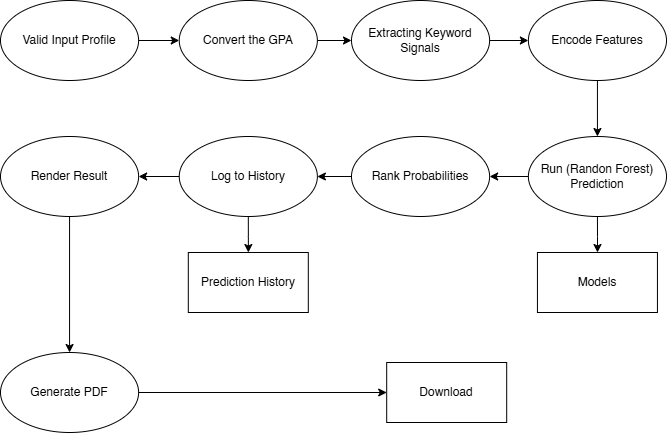 Valid Input Profile
Convert the GPA
Extracting Keyword
Signals
Encode Features
Render Result
Log to History
Rank Probabilities
Run (Randon Forest)
Prediction
Prediction History
Models
Generate PDF
Download